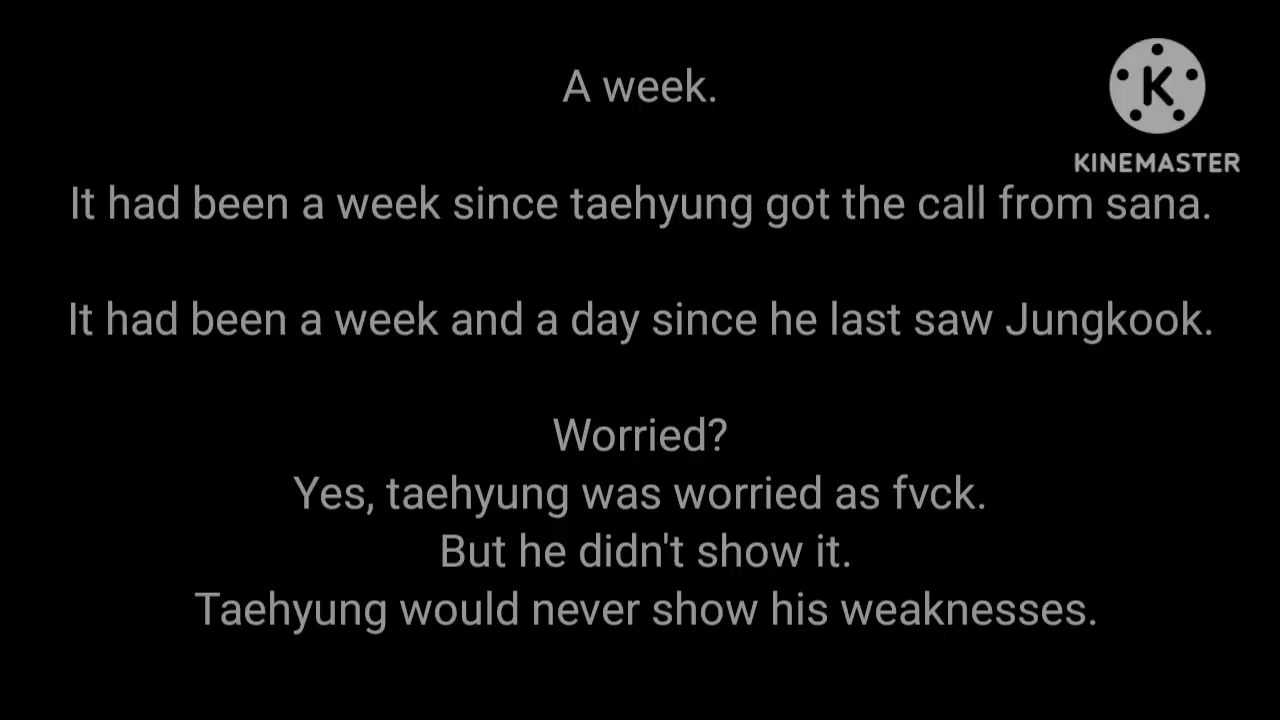 A week.
K
KINEMASTER
It had been a week since taehyung got the call from sana.
It had been a week and a day since he last saw Jungkook.
Worried?
Yes, taehyung was worried as fvck.
But he didn't show it.
Taehyung would never show his weaknesses.